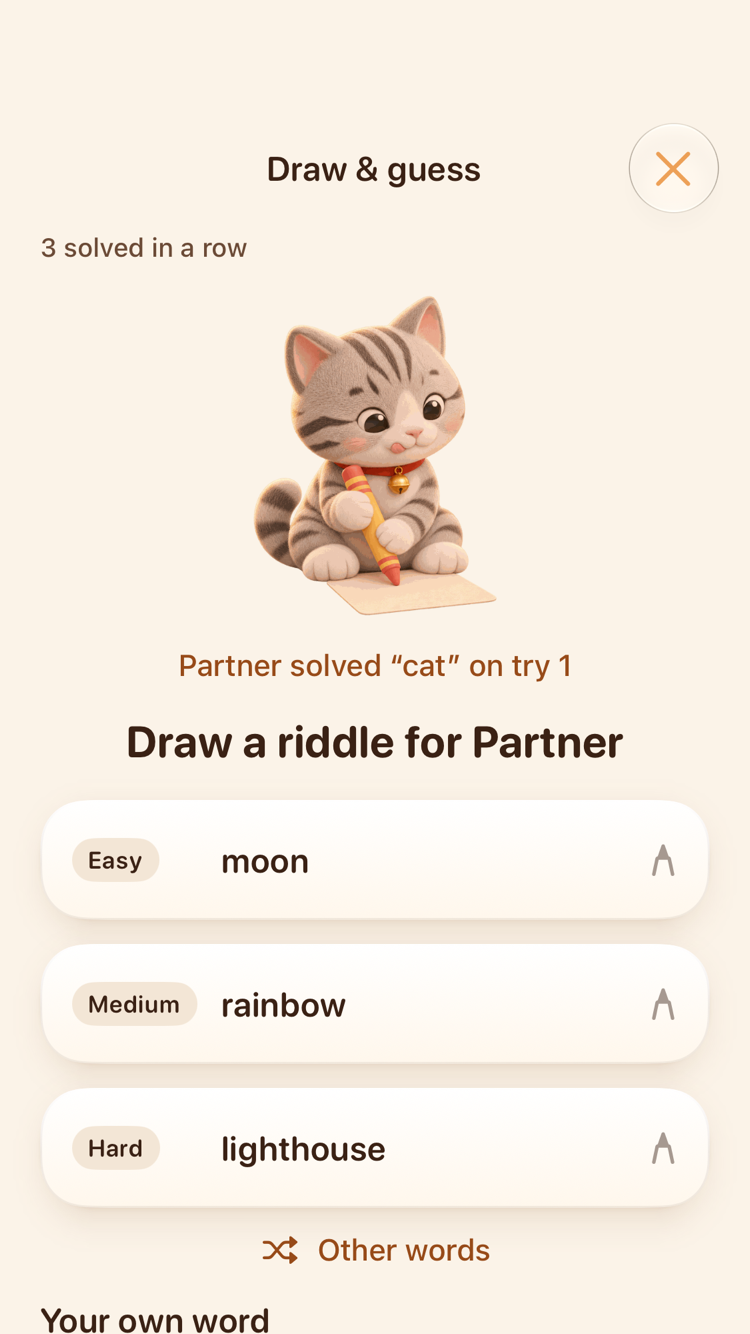 Draw & guess
3 solved in a row
Partner solved “cat” on try 1
Draw a riddle for Partner
Easy moon
Medium rainbow
Hard lighthouse
Other words
Your own word